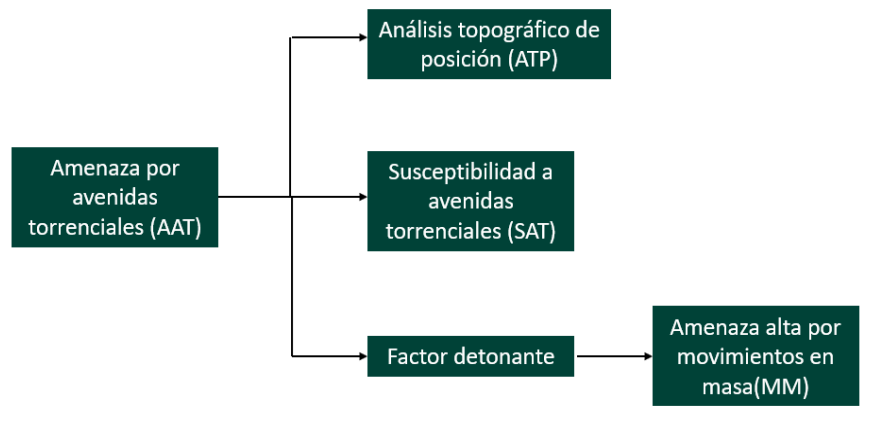 Análisis topográfico de
posición (ATP)
Amenaza por
avenidas
torrenciales (AAT)
Susceptibilidad a
avenidas
torrenciales (SAT)
Factor detonante
Amenaza alta por
movimientos en
masa(MM)